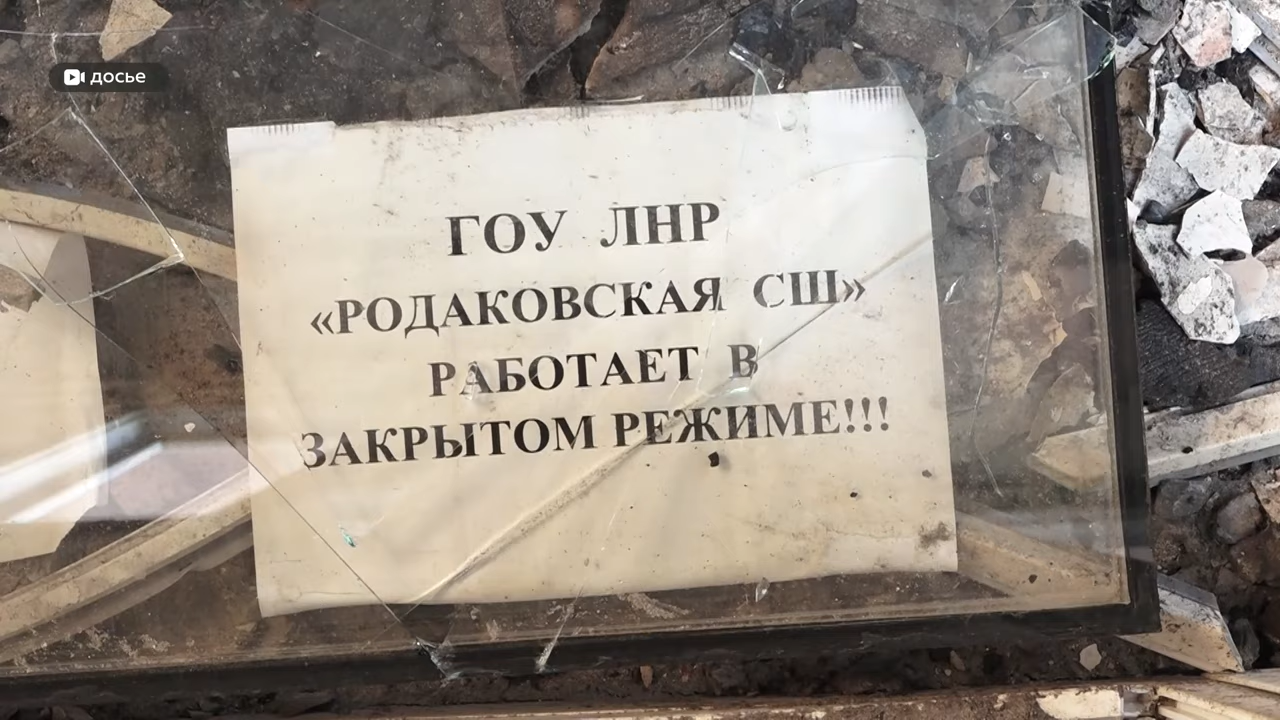 досье
ГОУ ЛНР
«РОДАКОВСКАЯ СШ»
РАБОТАЕТ В
ЗАКРЫТОМ РЕЖИМЕ!!!